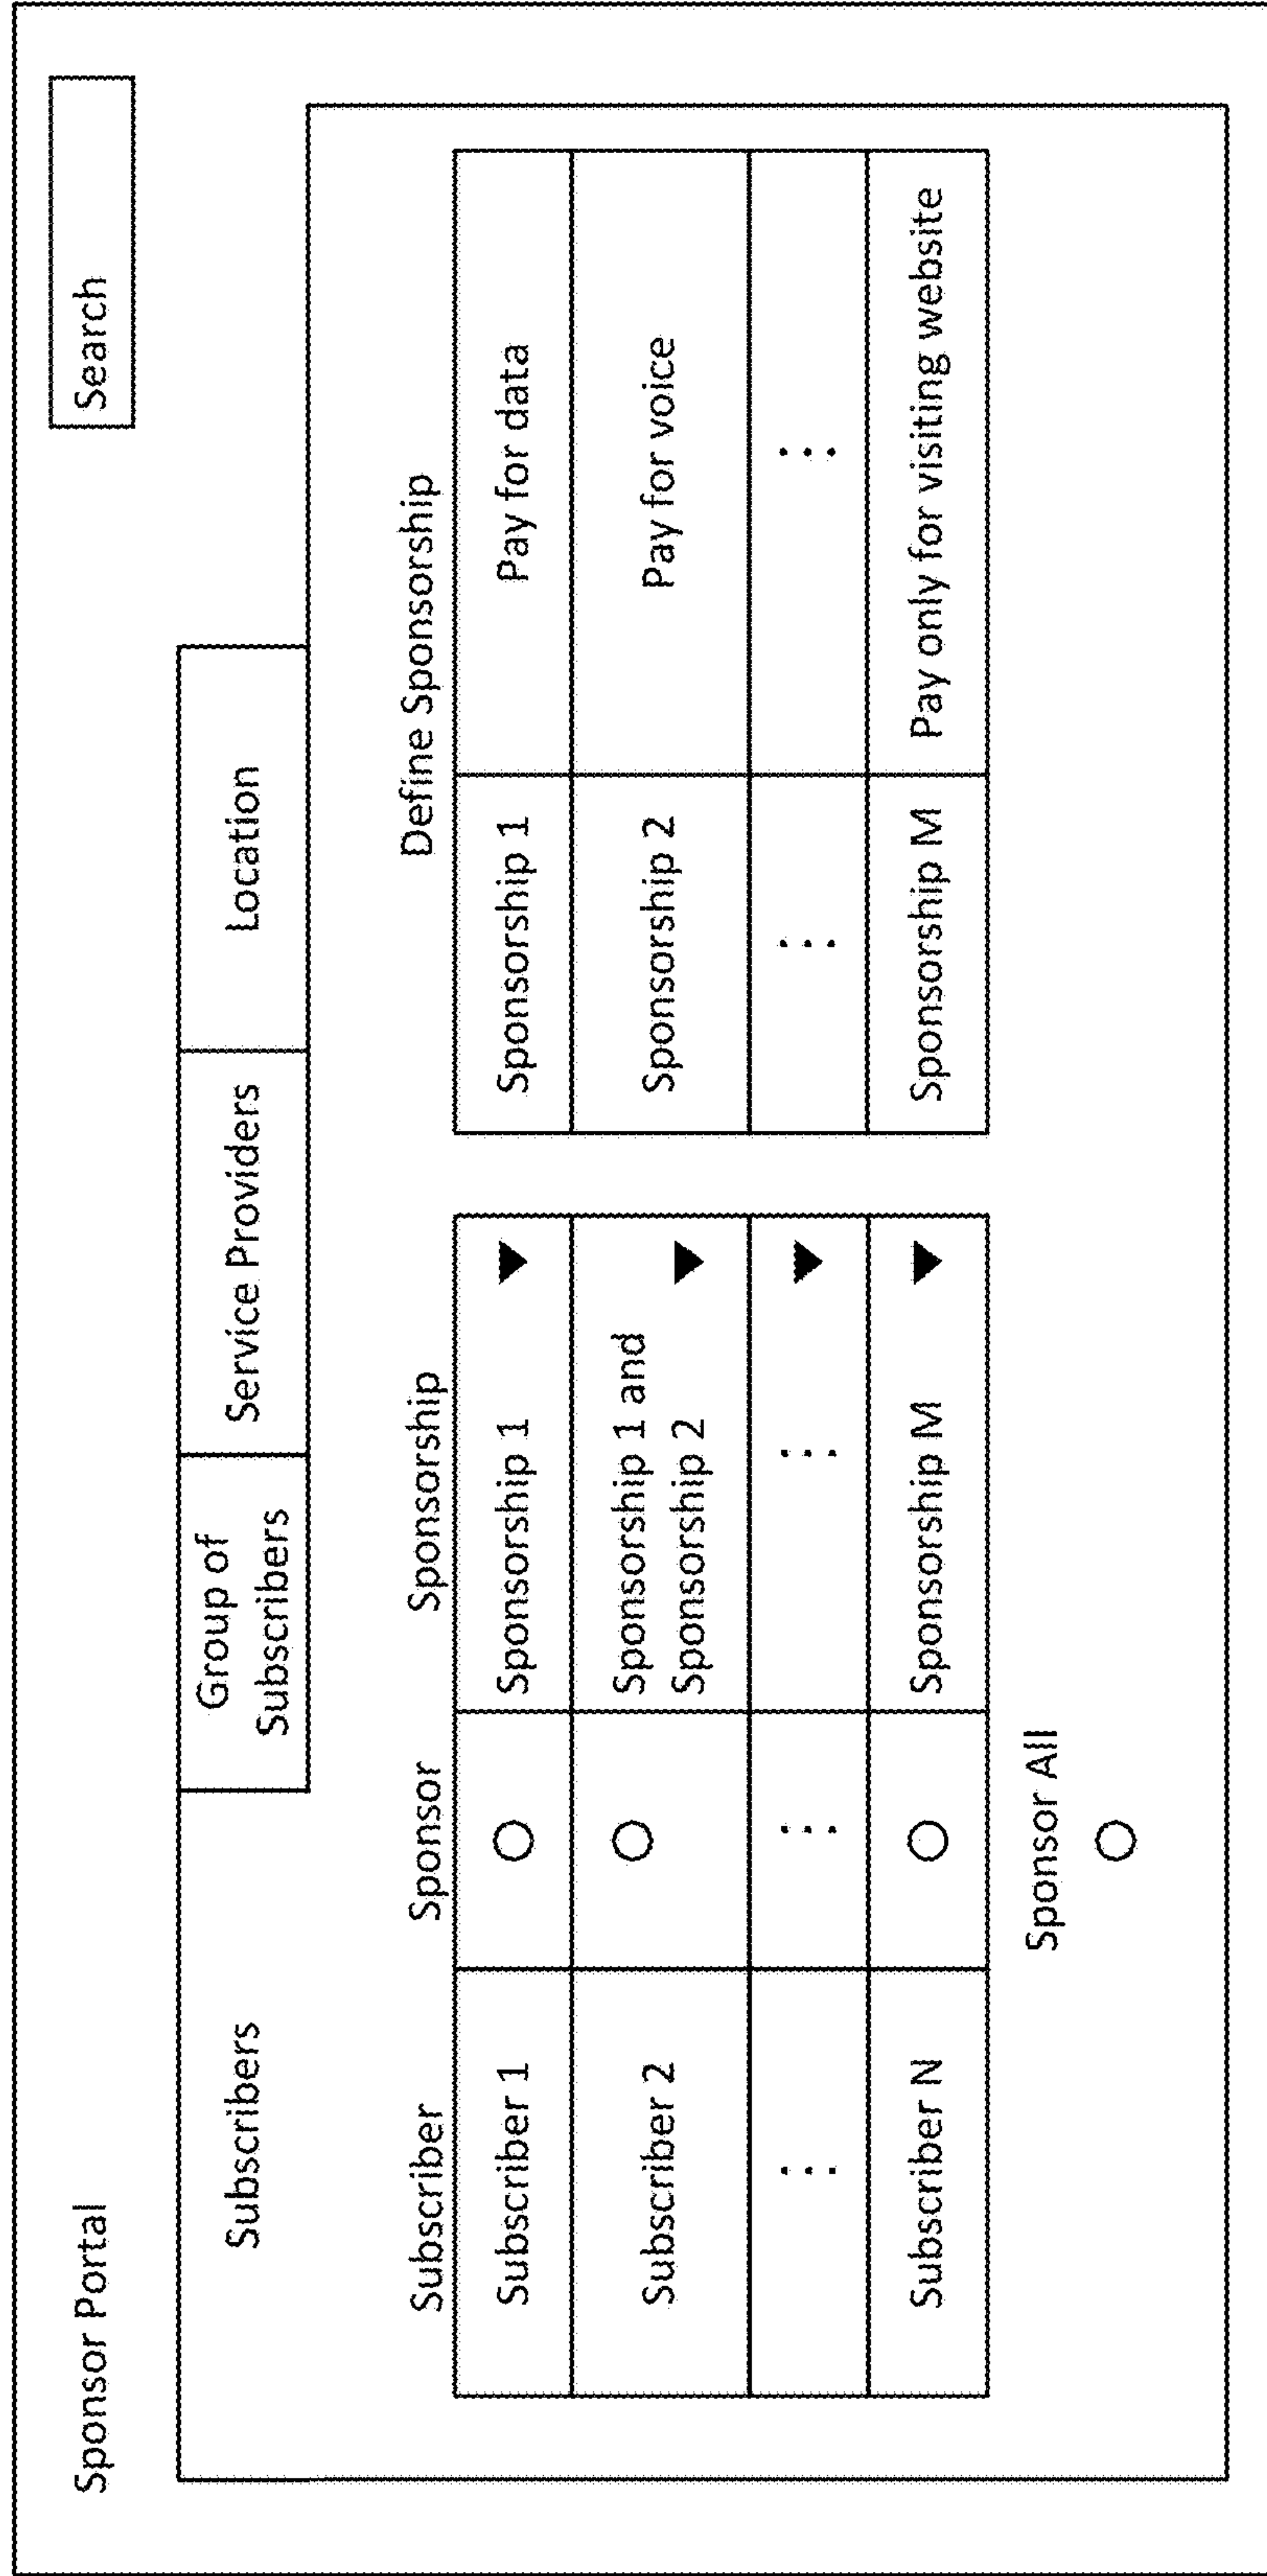 Sponsor Portal
Search
Subscribers
Group of
Subscribers
Service Providers
Location
Subscriber
Sponsor
Sponsorship
Subscriber 1
Sponsorship 1
Subscriber 2
Sponsorship 1 and
Sponsorship 2
...
...
...
Subscriber N
Sponsorship M
Sponsor All
Define Sponsorship
Sponsorship 1
Pay for data
Sponsorship 2
Pay for voice
...
...
Sponsorship M
Pay only for visiting website